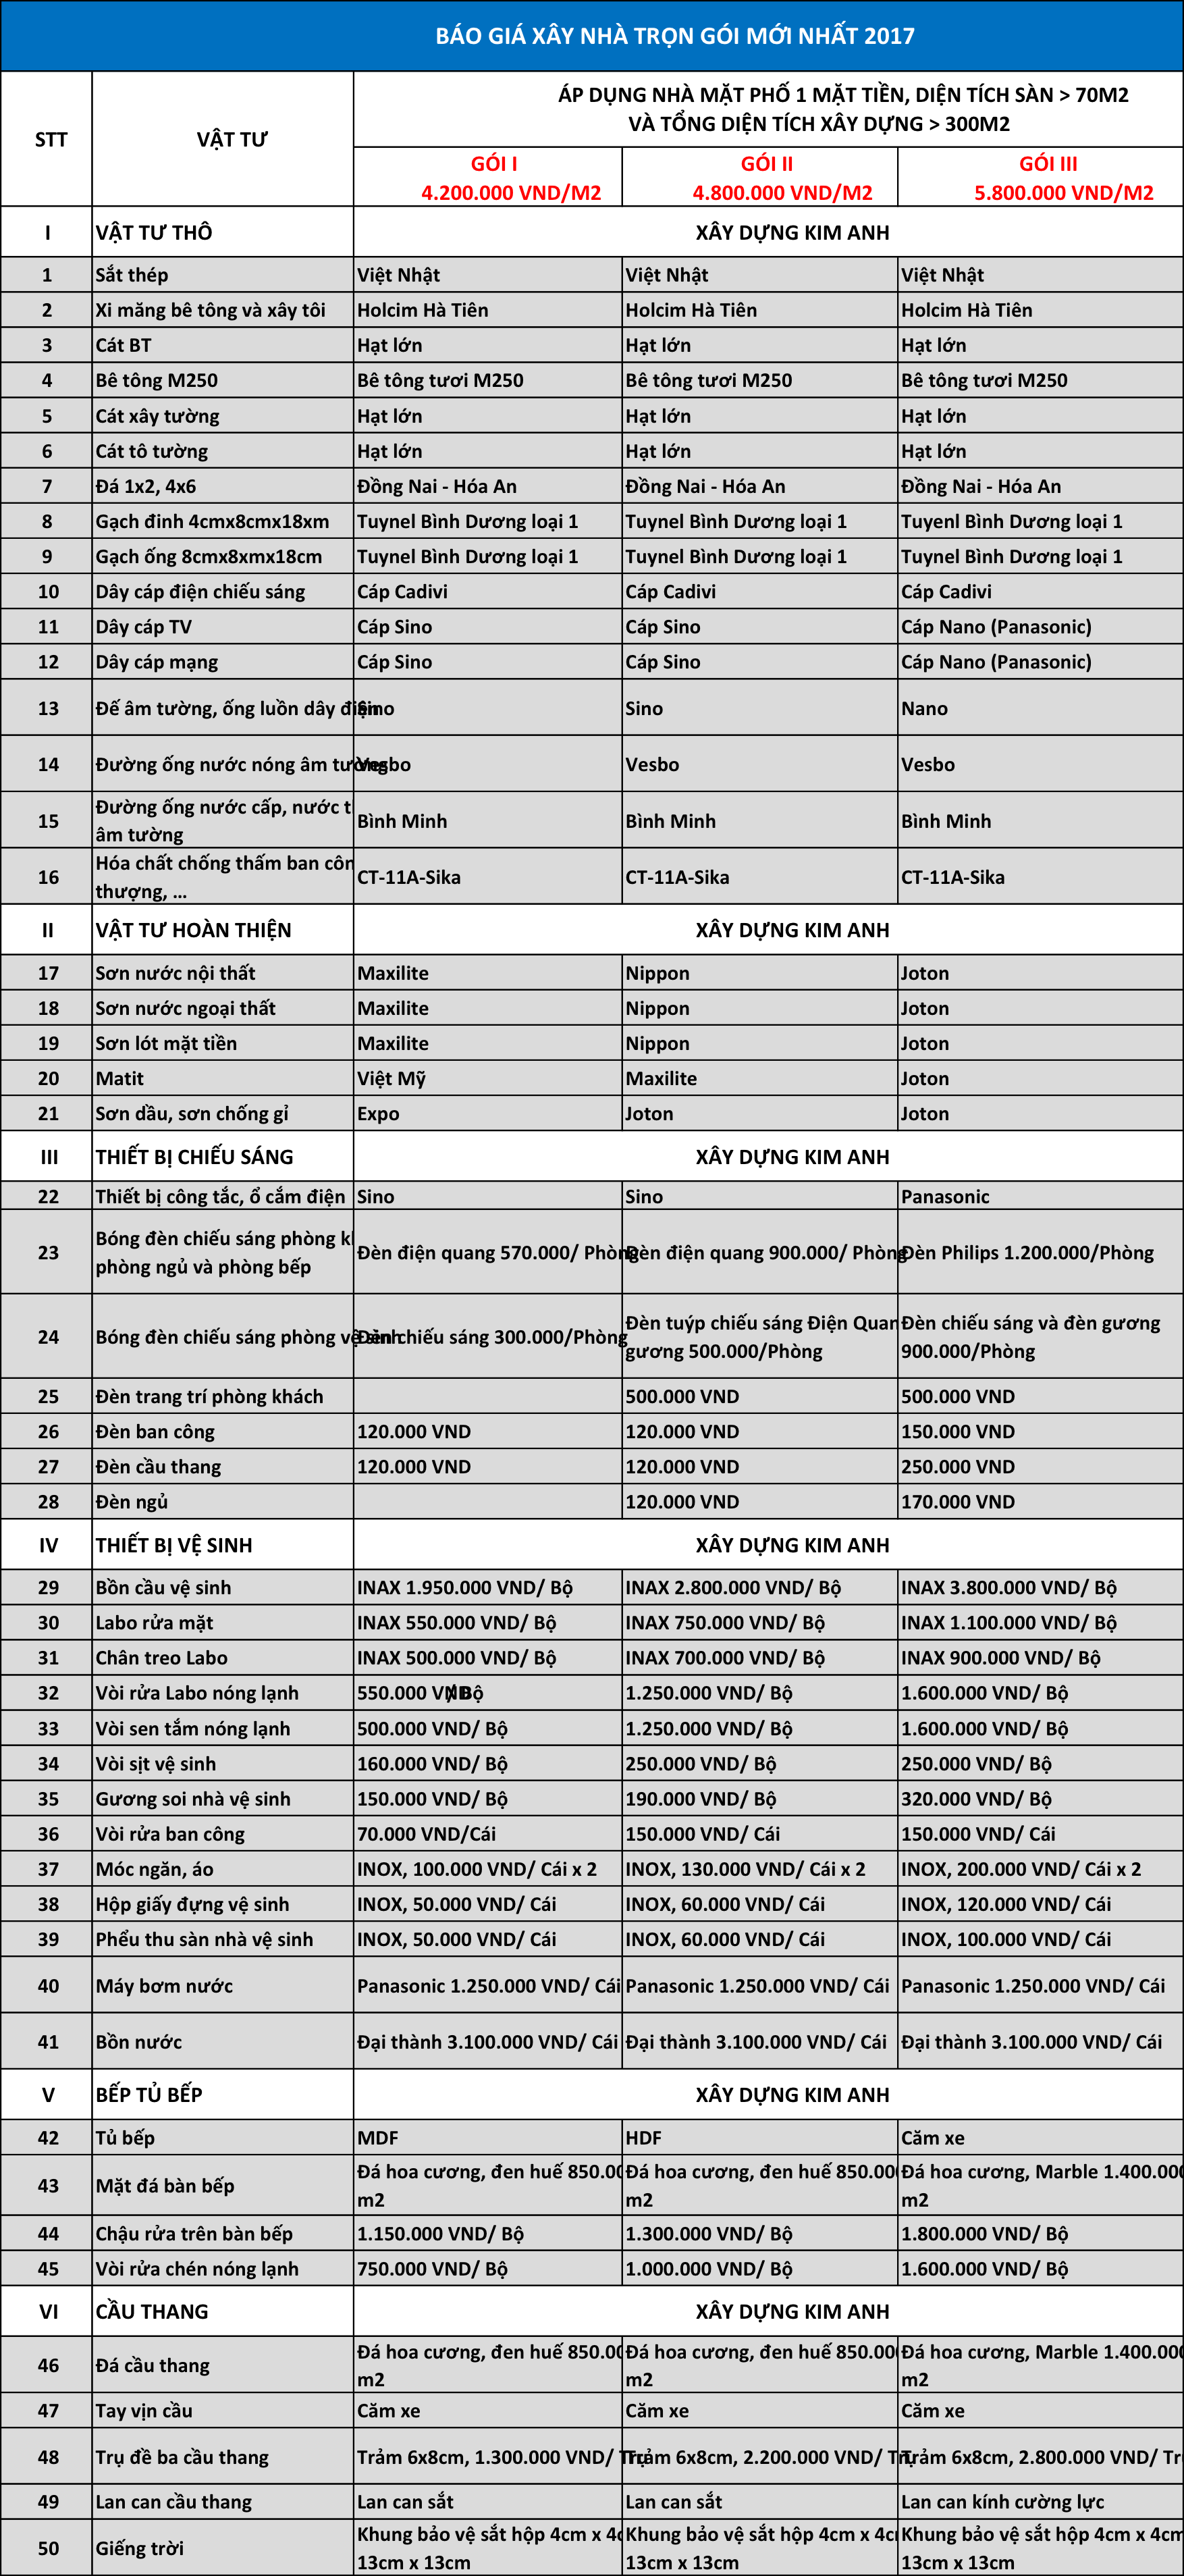 BÁO GIÁ XÂY NHÀ TRỌN GÓI MỚI NHẤT 2017
STT VẬT TƯ ÁP DỤNG NHÀ MẶT PHỐ 1 MẶT TIỀN, DIỆN TÍCH SÀN > 70M2
VÀ TỔNG DIỆN TÍCH XÂY DỰNG > 300M2
GÓI I GÓI II GÓI III
4.200.000 VND/M2 4.800.000 VND/M2 5.800.000 VND/M2
I VẬT TƯ THÔ XÂY DỰNG KIM ANH
1 Sắt thép Việt Nhật Việt Nhật Việt Nhật
2 Xi măng bê tông và xây tôi Holcim Hà Tiên Holcim Hà Tiên Holcim Hà Tiên
3 Cát BT Hạt lớn Hạt lớn Hạt lớn
4 Bê tông M250 Bê tông tươi M250 Bê tông tươi M250 Bê tông tươi M250
5 Cát xây tường Hạt lớn Hạt lớn Hạt lớn
6 Cát tô tường Hạt lớn Hạt lớn Hạt lớn
7 Đá 1x2, 4x6 Đồng Nai - Hóa An Đồng Nai - Hóa An Đồng Nai - Hóa An
8 Gạch đinh 4cmx8cmx18xm Tuynel Bình Dương loại 1 Tuynel Bình Dương loại 1 Tuyenl Bình Dương loại 1
9 Gạch ống 8cmx8xmx18cm Tuynel Bình Dương loại 1 Tuynel Bình Dương loại 1 Tuynel Bình Dương loại 1
10 Dây cáp điện chiếu sáng Cáp Cadivi Cáp Cadivi Cáp Cadivi
11 Dây cáp TV Cáp Sino Cáp Sino Cáp Nano (Panasonic)
12 Dây cáp mạng Cáp Sino Cáp Sino Cáp Nano (Panasonic)
13 Đế âm tường, ống luồn dây điện Sino Sino Nano
14 Đường ống nước nóng âm tường Vesbo Vesbo Vesbo
15 Đường ống nước cấp, nước
âm tường Bình Minh Bình Minh Bình Minh
16 Hóa chất chống thấm ban
thượng, ... CT-11A-Sika CT-11A-Sika CT-11A-Sika
II VẬT TƯ HOÀN THIỆN XÂY DỰNG KIM ANH
17 Sơn nước nội thất Maxilite Nippon Joton
18 Sơn nước ngoại thất Maxilite Nippon Joton
19 Sơn lót mặt tiền Maxilite Nippon Joton
20 Matit Việt Mỹ Maxilite Joton
21 Sơn dầu, sơn chống gỉ Expo Joton Joton
III THIẾT BỊ CHIẾU SÁNG XÂY DỰNG KIM ANH
22 Thiết bị công tắc, ổ cắm điện Sino Sino Panasonic
23 Bóng đèn chiếu sáng phòng
phòng ngủ và phòng bếp Đèn điện quang 570.000/ Phòng Đèn điện quang 900.000/ Phòng Đèn Philips 1.200.000/Phòng
24 Bóng đèn chiếu sáng phòng vệ sinh Đèn chiếu sáng 300.000/Phòng Đèn tuýp chiếu sáng Điện Đèn chiếu sáng và đèn gương
gương 500.000/Phòng 900.000/Phòng
25 Đèn trang trí phòng khách 500.000 VND 500.000 VND
26 Đèn ban công 120.000 VND 120.000 VND 150.000 VND
27 Đèn cầu thang 120.000 VND 120.000 VND 250.000 VND
28 Đèn ngủ 120.000 VND 170.000 VND
IV THIẾT BỊ VỆ SINH XÂY DỰNG KIM ANH
29 Bồn cầu vệ sinh INAX 1.950.000 VND/ Bộ INAX 2.800.000 VND/ Bộ INAX 3.800.000 VND/ Bộ
30 Labo rửa mặt INAX 550.000 VND/ Bộ INAX 750.000 VND/ Bộ INAX 1.100.000 VND/ Bộ
31 Chân treo Labo INAX 500.000 VND/ Bộ INAX 700.000 VND/ Bộ INAX 900.000 VND/ Bộ
32 Vòi rửa Labo nóng lạnh 550.000 VND/ Bộ 1.250.000 VND/ Bộ 1.600.000 VND/ Bộ
33 Vòi sen tắm nóng lạnh 500.000 VND/ Bộ 1.250.000 VND/ Bộ 1.600.000 VND/ Bộ
34 Vòi sịt vệ sinh 160.000 VND/ Bộ 250.000 VND/ Bộ 250.000 VND/ Bộ
35 Gương soi nhà vệ sinh 150.000 VND/ Bộ 190.000 VND/ Bộ 320.000 VND/ Bộ
36 Vòi rửa ban công 70.000 VND/Cái 150.000 VND/ Cái 150.000 VND/ Cái
37 Móc ngăn, áo INOX, 100.000 VND/ Cái x 2 INOX, 130.000 VND/ Cái x 2 INOX, 200.000 VND/ Cái x 2
38 Hộp giấy đựng vệ sinh INOX, 50.000 VND/ Cái INOX, 60.000 VND/ Cái INOX, 120.000 VND/ Cái
39 Phểu thu sàn nhà vệ sinh INOX, 50.000 VND/ Cái INOX, 60.000 VND/ Cái INOX, 100.000 VND/ Cái
40 Máy bơm nước Panasonic 1.250.000 VND/ Cái Panasonic 1.250.000 VND/ Cái Panasonic 1.250.000 VND/ Cái
41 Bồn nước Đại thành 3.100.000 VND/ Cái Đại thành 3.100.000 VND/ Cái Đại thành 3.100.000 VND/ Cái
V BẾP TỦ BẾP XÂY DỰNG KIM ANH
42 Tủ bếp MDF HDF Căm xe
43 Mặt đá bàn bếp Đá hoa cương, đen huế Đá hoa cương, đen huế Đá hoa cương, Marble
m2 m2 m2
44 Chậu rửa trên bàn bếp 1.150.000 VND/ Bộ 1.300.000 VND/ Bộ 1.800.000 VND/ Bộ
45 Vòi rửa chén nóng lạnh 750.000 VND/ Bộ 1.000.000 VND/ Bộ 1.600.000 VND/ Bộ
VI CẦU THANG XÂY DỰNG KIM ANH
46 Đá cầu thang Đá hoa cương, đen huế Đá hoa cương, đen huế Đá hoa cương, Marble
m2 m2 m2
47 Tay vịn cầu Căm xe Căm xe Căm xe
48 Trụ đề ba cầu thang Trảm 6x8cm, 1.300.000 VND/ Trụ Trảm 6x8cm, 2.200.000 VND/ Trụ Trảm 6x8cm, 2.800.000 VND/
49 Lan can cầu thang Lan can sắt Lan can sắt Lan can kính cường lực
50 Giếng trời Khung bảo vệ sắt hộp 4cm x Khung bảo vệ sắt hộp 4cm x Khung bảo vệ sắt hộp 4cm x
13cm x 13cm 13cm x 13cm 13cm x 13cm